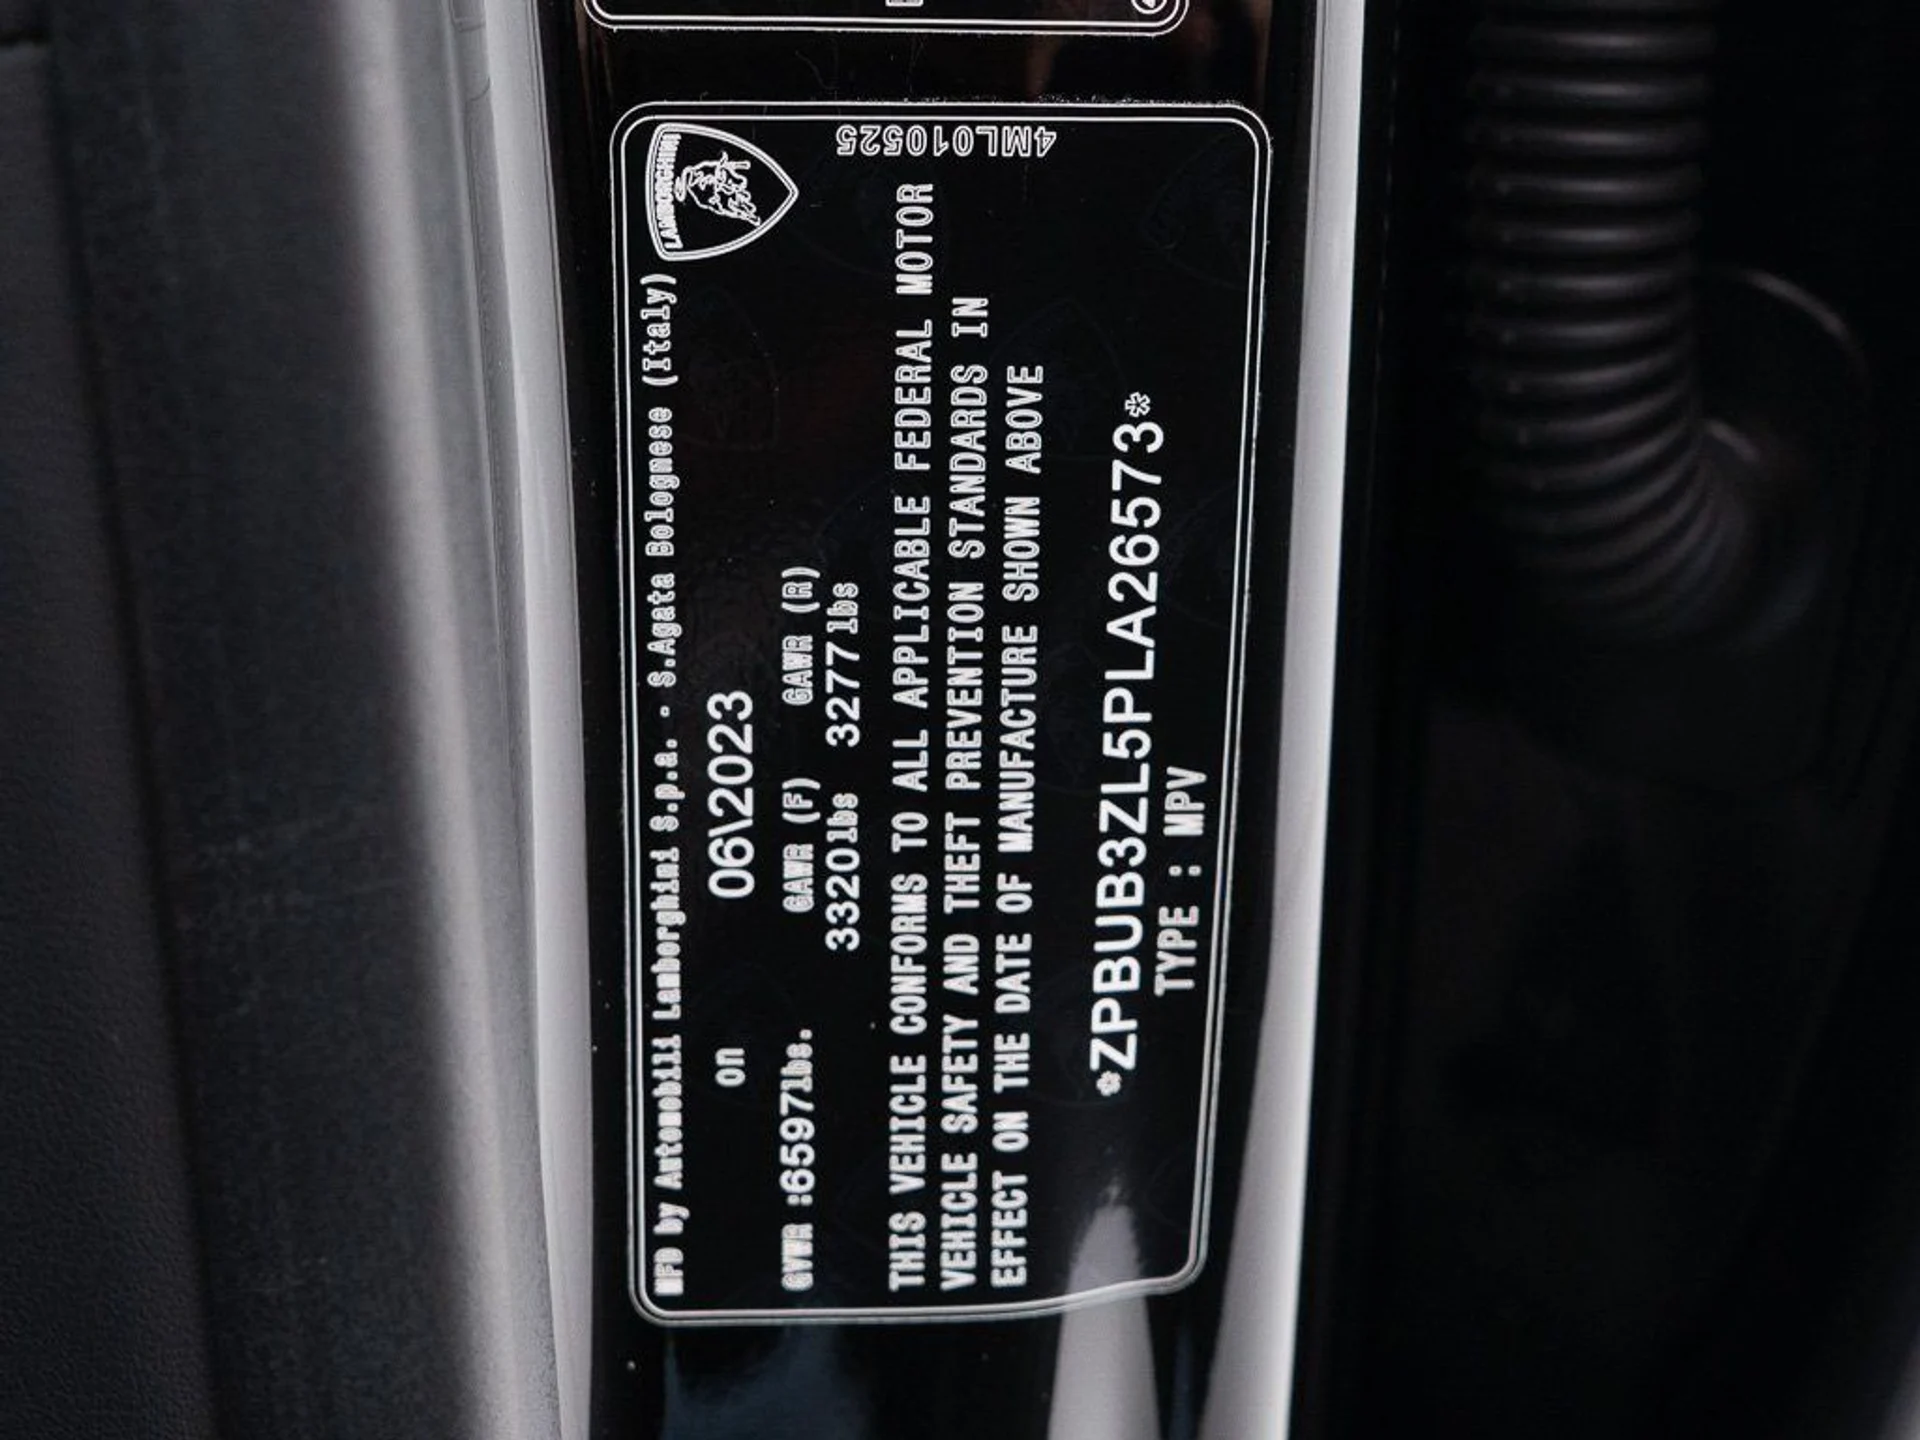 LAMBORGHINI
MFD by Automobili Lamborghini S.p.a. - S.Agata Bolognese (Italy)
on 06\2023
GVWR :6597lbs. GAWR (F) GAWR (R)
3320lbs 3277lbs
THIS VEHICLE CONFORMS TO ALL APPLICABLE FEDERAL MOTOR
VEHICLE SAFETY AND THEFT PREVENTION STANDARDS IN
EFFECT ON THE DATE OF MANUFACTURE SHOWN ABOVE
*ZPBUB3ZL5PLA26573*
TYPE : MPV
4ML010525